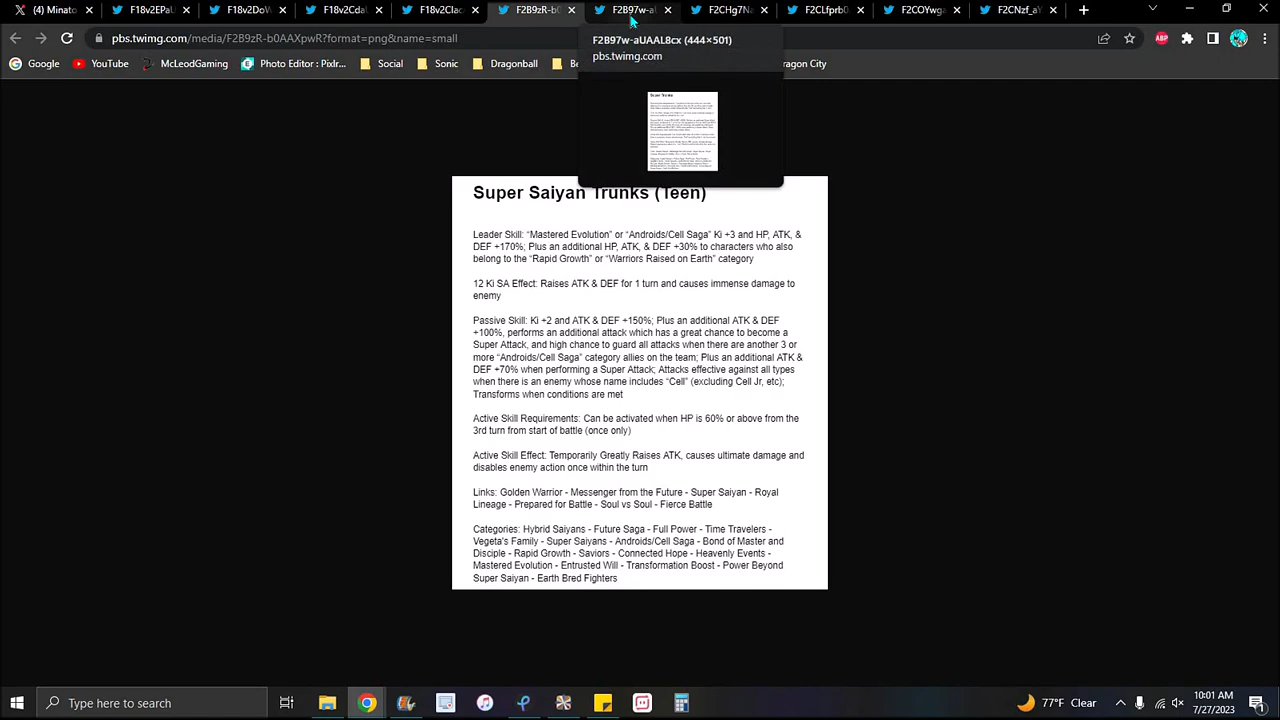 (4) Minato
F18v2EPaU
F18v2DoW
F18v2Cdal
F18v2Ciac
F2B9zR-b0
F2B97w-aU
F2CHg7N
F2CLfprb0
F2COYwga
F2CNzf_aY
pbs.twimg.com/media/F2B9zR-b0AAXpwR?format=png&name=small
ABP
F2B97w-aUAAL8cx (444×501)
pbs.twimg.com
Google
YouTube
McLeodGaming
Photo Editor : Pixlr...
Social
Sonic
Dragonball
Be
ragon City
Super Saiyan Trunks (Teen)
Leader Skill: “Mastered Evolution” or “Androids/Cell Saga” Ki +3 and HP, ATK, &
DEF +170%; Plus an additional HP, ATK, & DEF +30% to characters who also
belong to the “Rapid Growth” or “Warriors Raised on Earth” category
12 Ki SA Effect: Raises ATK & DEF for 1 turn and causes immense damage to
enemy
Passive Skill: Ki +2 and ATK & DEF +150%; Plus an additional ATK & DEF
+100%, performs an additional attack which has a great chance to become a
Super Attack, and high chance to guard all attacks when there are another 3 or
more “Androids/Cell Saga” category allies on the team; Plus an additional ATK &
DEF +70% when performing a Super Attack; Attacks effective against all types
when there is an enemy whose name includes “Cell” (excluding Cell Jr, etc);
Transforms when conditions are met
Active Skill Requirements: Can be activated when HP is 60% or above from the
3rd turn from start of battle (once only)
Active Skill Effect: Temporarily Greatly Raises ATK, causes ultimate damage and
disables enemy action once within the turn
Links: Golden Warrior - Messenger from the Future - Super Saiyan - Royal
Lineage - Prepared for Battle - Soul vs Soul - Fierce Battle
Categories: Hybrid Saiyans - Future Saga - Full Power - Time Travelers -
Vegeta's Family - Super Saiyans - Androids/Cell Saga - Bond of Master and
Disciple - Rapid Growth - Saviors - Connected Hope - Heavenly Events -
Mastered Evolution - Entrusted Will - Transformation Boost - Power Beyond
Super Saiyan - Earth Bred Fighters
Type here to search
77°F Clear
10:01 AM
7/27/2023